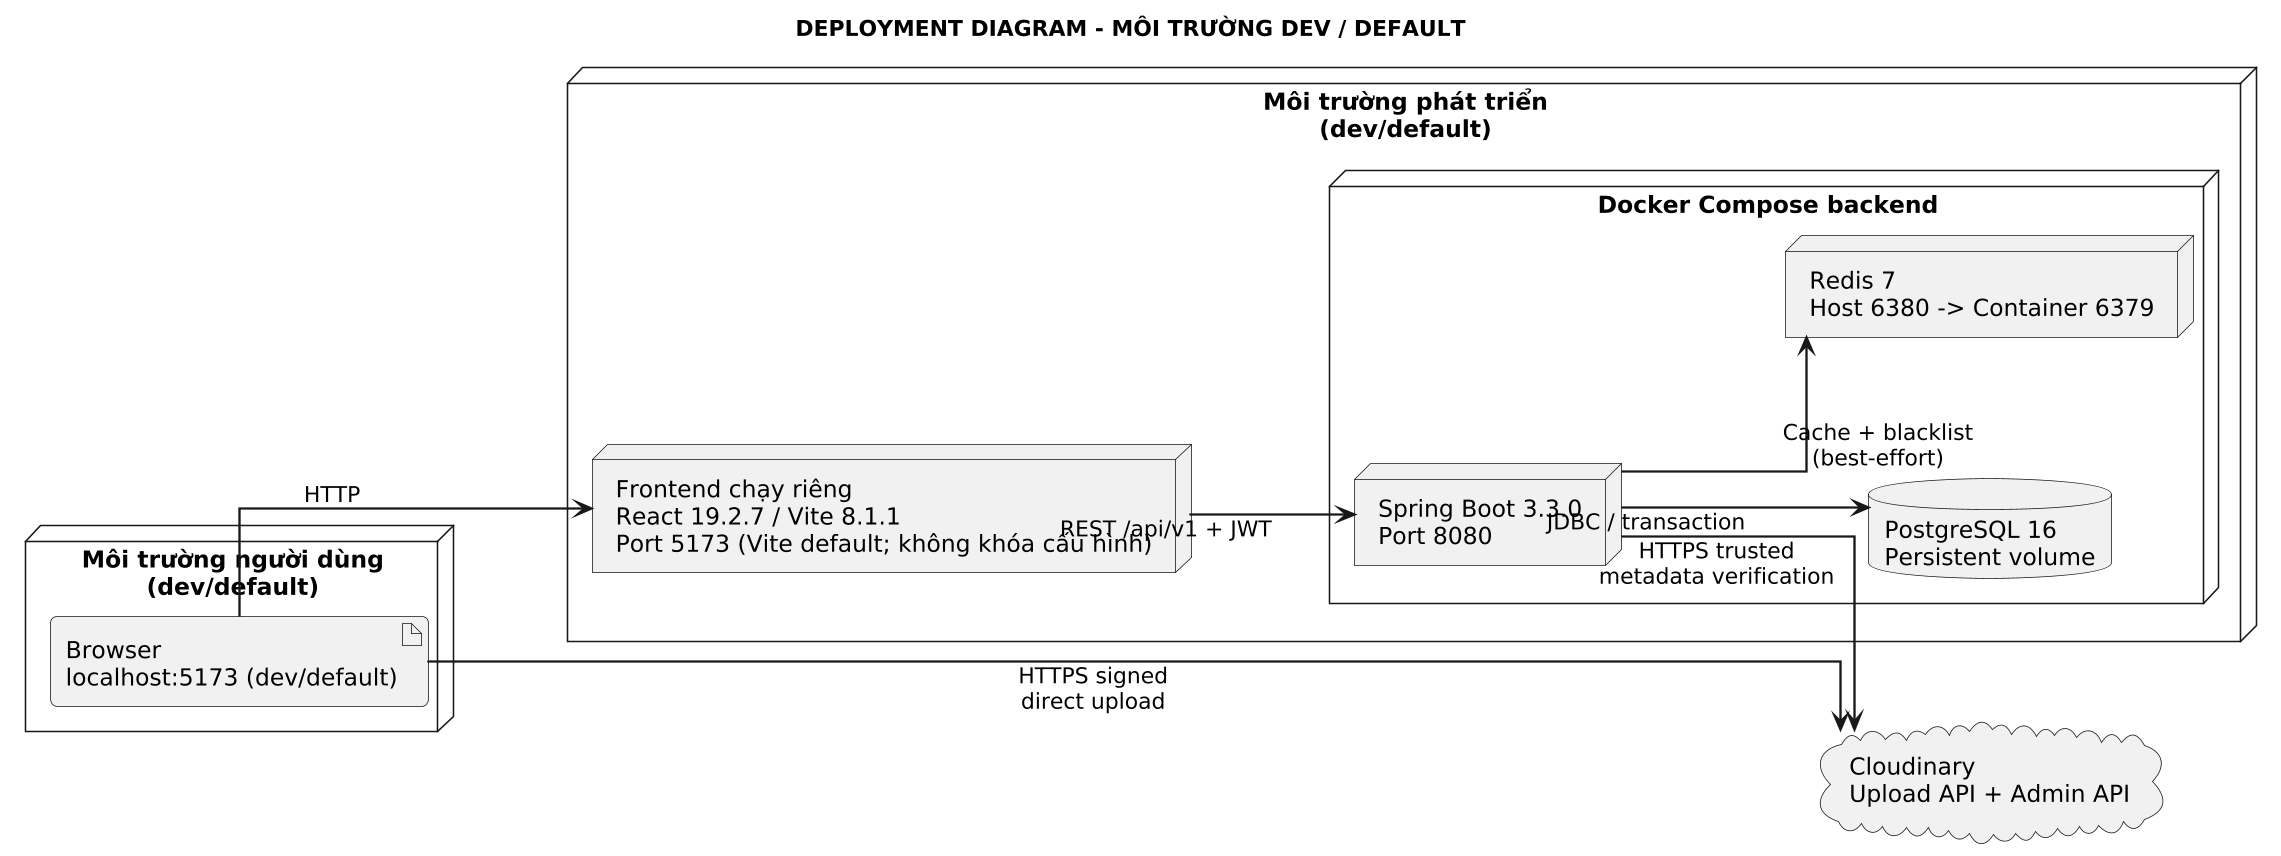 DEPLOYMENT DIAGRAM - MÔI TRƯỜNG DEV / DEFAULT
Môi trường phát triển
(dev/default)
Docker Compose backend
Redis 7
Host 6380 -> Container 6379
Cache + blacklist
(best-effort)
Frontend chạy riêng
React 19.2.7 / Vite 8.1.1
Port 5173 (Vite default; không khóa cấu hình)
REST /api/v1 + JWT
Spring Boot 3.3.0
Port 8080
JDBC / transaction
HTTPS trusted
metadata verification
PostgreSQL 16
Persistent volume
HTTP
Môi trường người dùng
(dev/default)
Browser
localhost:5173 (dev/default)
HTTPS signed
direct upload
Cloudinary
Upload API + Admin API